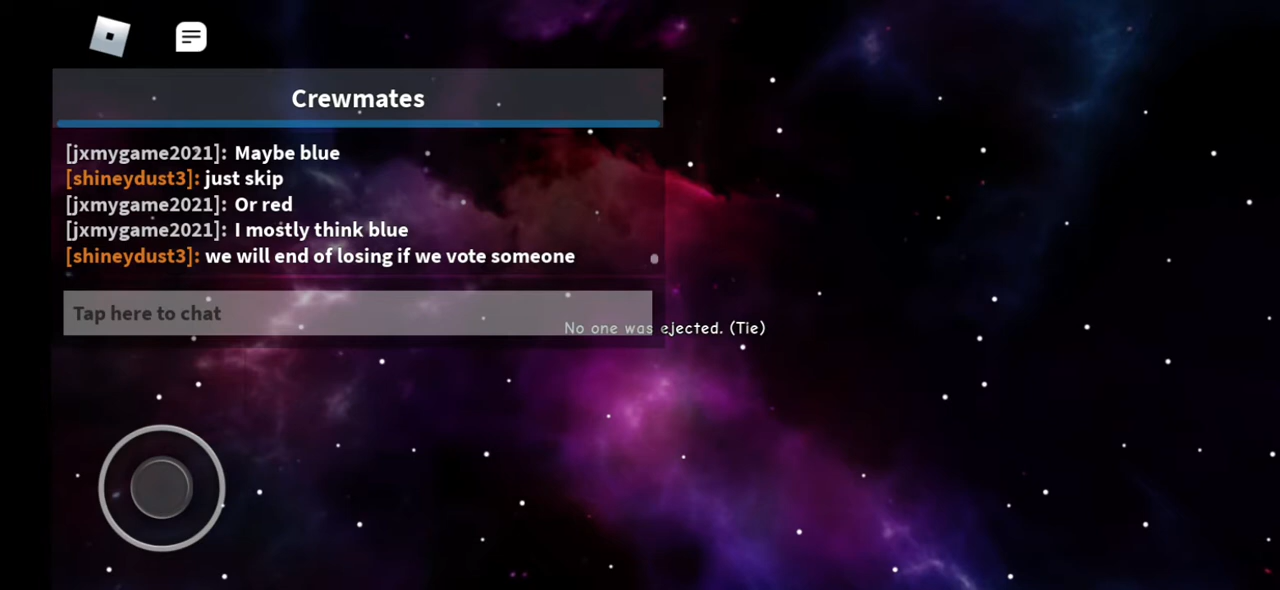 Crewmates
[jxmygame2021]: Maybe blue
[shineydust3]: just skip
[jxmygame2021]: Or red
[jxmygame2021]: I mostly think blue
[shineydust3]: we will end of losing if we vote someone
Tap here to chat
No one was ejected. (Tie)